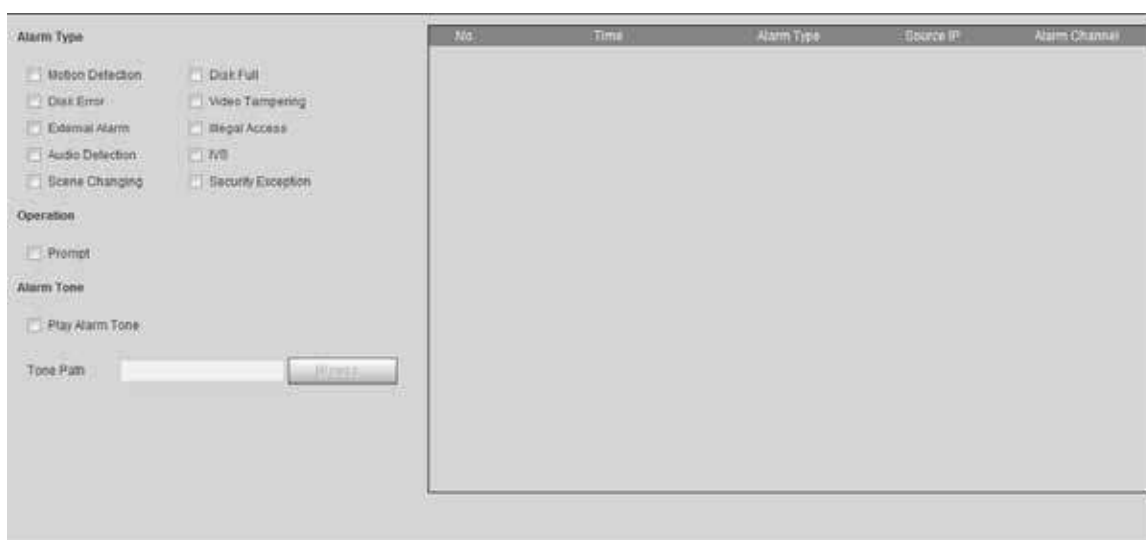 Alarm Type
Motion Detection Disk Full
Disk Error Video Tampering
External Alarm Illegal Access
Audio Detection IVS
Scene Changing Security Exception
Operation
Prompt
Alarm Tone
Play Alarm Tone
Tone Path
No. Time Alarm Type Source IP Alarm Channel